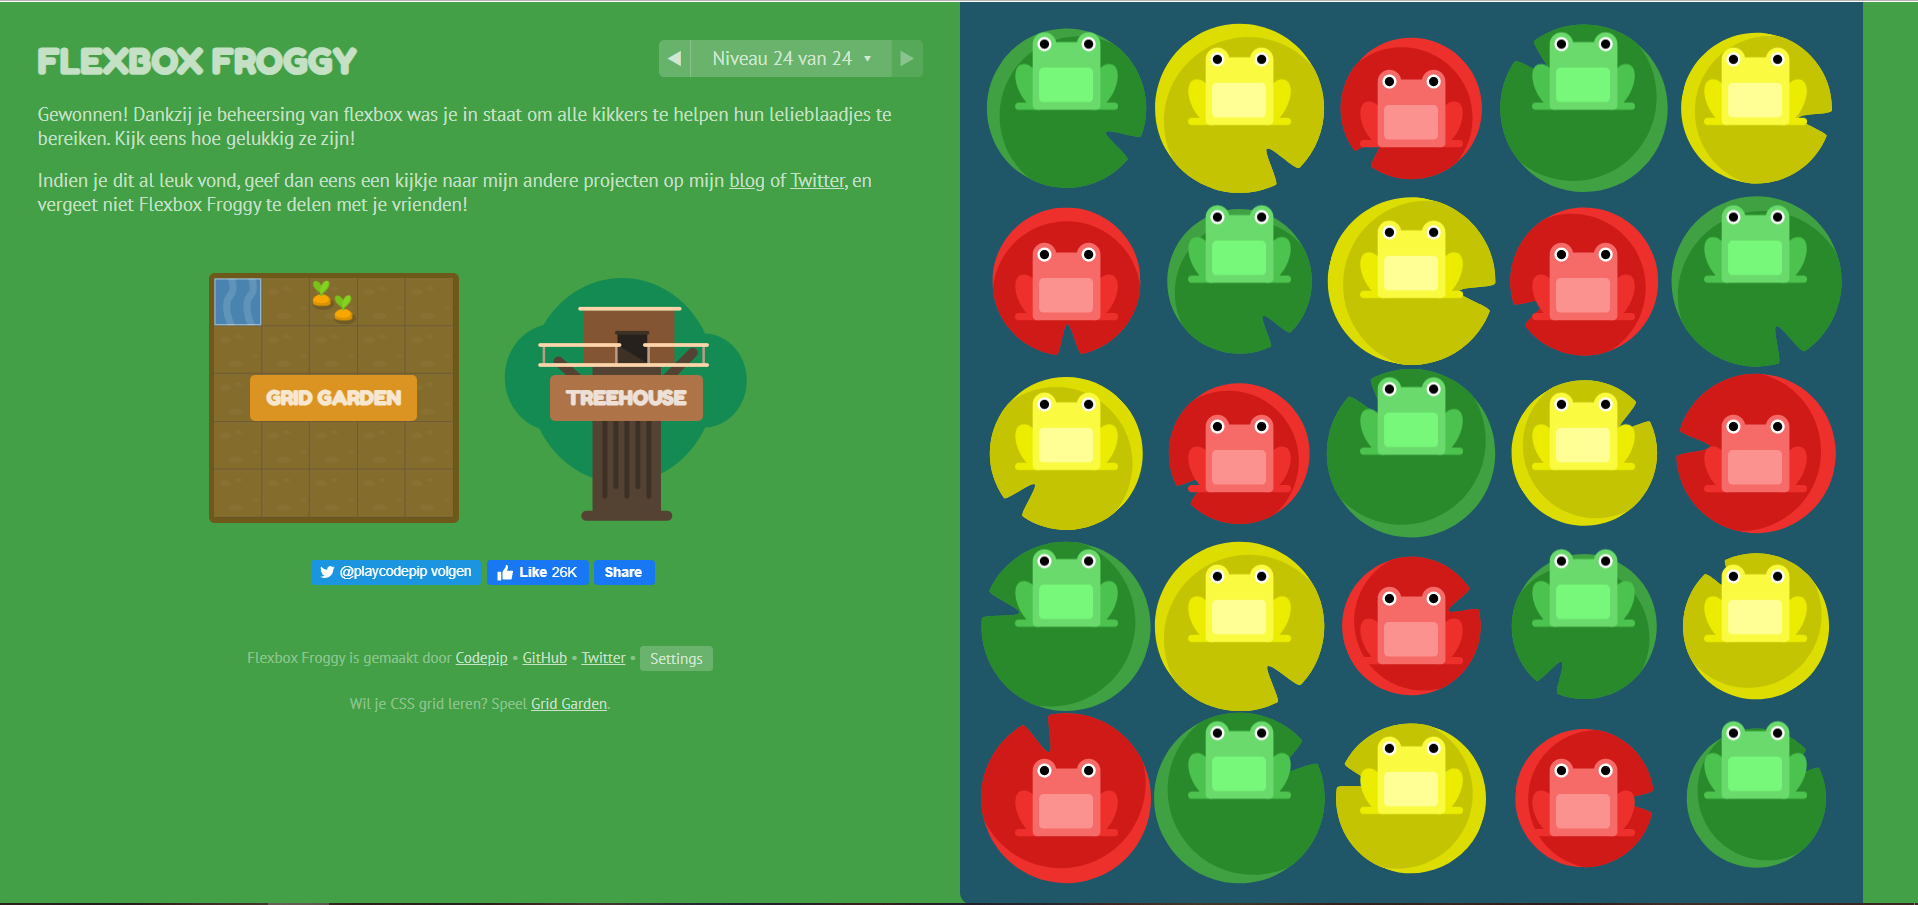 FLEXBOX FROGGY
Niveau 24 van 24
Gewonnen! Dankzij je beheersing van flexbox was je in staat om alle kikkers te helpen hun lelieblaadjes te
bereiken. Kijk eens hoe gelukkig ze zijn!
Indien je dit al leuk vond, geef dan eens een kijkje naar mijn andere projecten op mijn blog of Twitter, en
vergeet niet Flexbox Froggy te delen met je vrienden!
GRID GARDEN
TREEHOUSE
@playcodepip volgen
Like 26K
Share
Flexbox Froggy is gemaakt door Codepip • GitHub • Twitter • Settings
Wil je CSS grid leren? Speel Grid Garden.